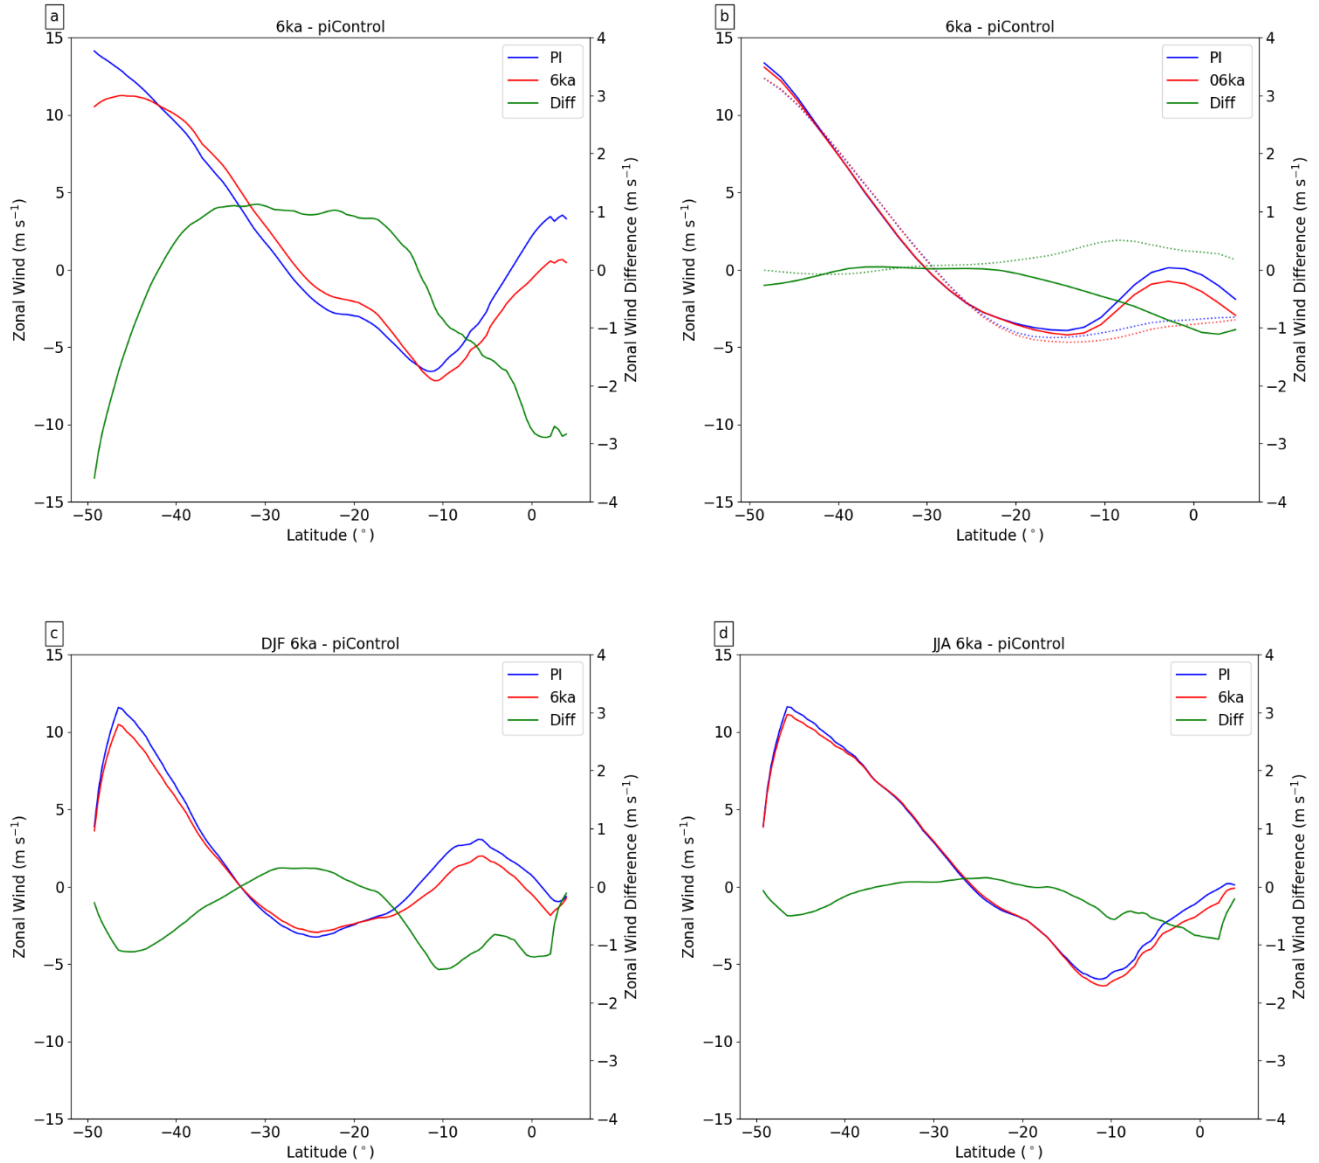 a
6ka - piControl
PI
6ka
Diff
15
10
5
0
−5
−10
−15
4
3
2
1
0
−1
−2
−3
−4
−50
−40
−30
−20
−10
0
Zonal Wind (m s⁻¹)
Zonal Wind Difference (m s⁻¹)
Latitude (°)
b
6ka - piControl
PI
06ka
Diff
15
10
5
0
−5
−10
−15
4
3
2
1
0
−1
−2
−3
−4
−50
−40
−30
−20
−10
0
Zonal Wind (m s⁻¹)
Zonal Wind Difference (m s⁻¹)
Latitude (°)
c
DJF 6ka - piControl
PI
6ka
Diff
15
10
5
0
−5
−10
−15
4
3
2
1
0
−1
−2
−3
−4
−50
−40
−30
−20
−10
0
Zonal Wind (m s⁻¹)
Zonal Wind Difference (m s⁻¹)
Latitude (°)
d
JJA 6ka - piControl
PI
6ka
Diff
15
10
5
0
−5
−10
−15
4
3
2
1
0
−1
−2
−3
−4
−50
−40
−30
−20
−10
0
Zonal Wind (m s⁻¹)
Zonal Wind Difference (m s⁻¹)
Latitude (°)